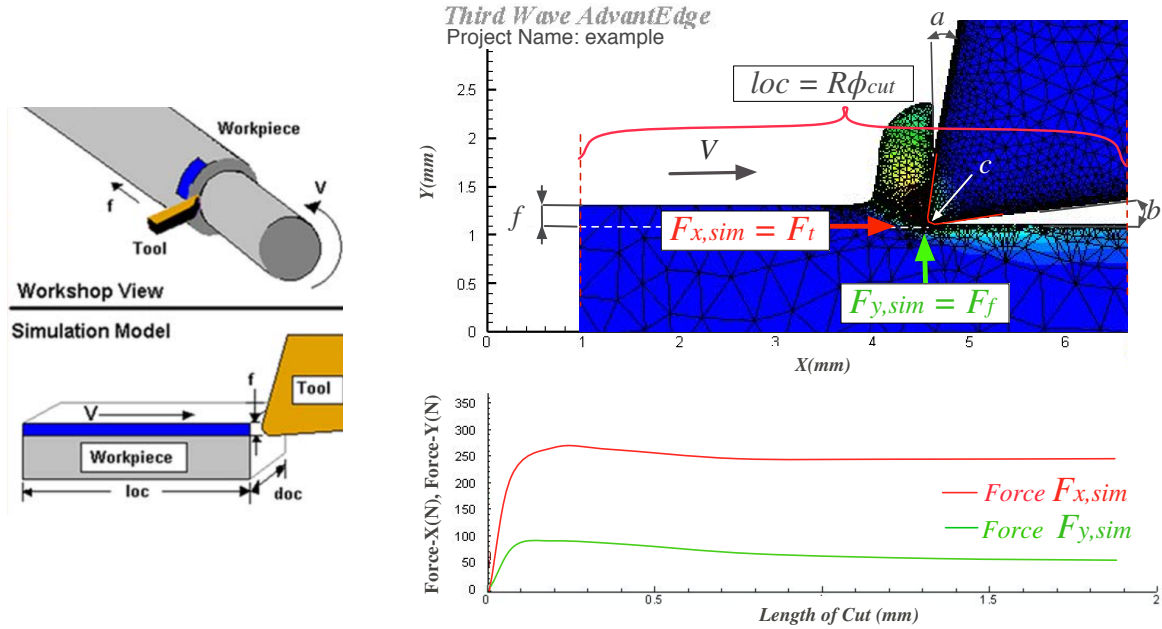 Workpiece
f
V
Tool
Workshop View
Simulation Model
f
Tool
V
Workpiece
loc
doc
Third Wave AdvantEdge
Project Name: example
a
loc = Rϕcut
V
c
b
f
Fx,sim = Ft
Fy,sim = Ff
Y(mm)
2.5
2
1.5
1
0.5
0
0 1 2 3 4 5 6
X(mm)
Force-X(N), Force-Y(N)
350
300
250
200
150
100
50
0
Force Fx,sim
Force Fy,sim
0 0.5 1 1.5 2
Length of Cut (mm)